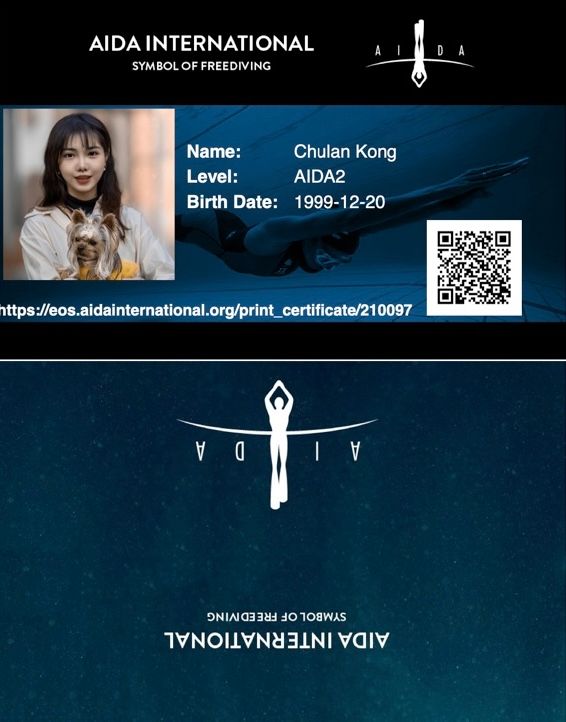 AIDA INTERNATIONAL
SYMBOL OF FREEDIVING
A I D A
Name: Chulan Kong
Level: AIDA2
Birth Date: 1999-12-20
https://eos.aidainternational.org/print_certificate/210097
A I D A
SYMBOL OF FREEDIVING
AIDA INTERNATIONAL